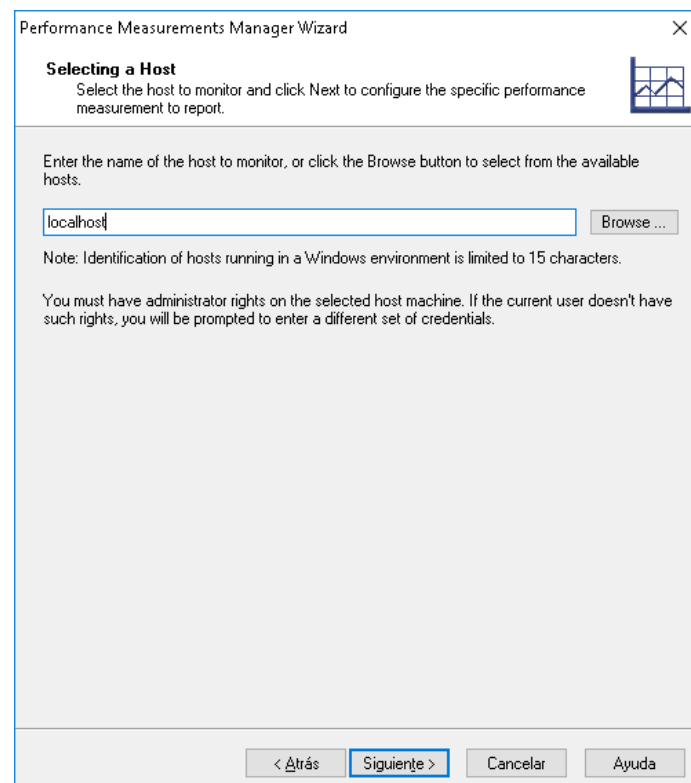 Performance Measurements Manager Wizard
Selecting a Host
Select the host to monitor and click Next to configure the specific performance
measurement to report.
Enter the name of the host to monitor, or click the Browse button to select from the available
hosts.
localhost
Browse ...
Note: Identification of hosts running in a Windows environment is limited to 15 characters.
You must have administrator rights on the selected host machine. If the current user doesn't have
such rights, you will be prompted to enter a different set of credentials.
< Atrás Siguiente > Cancelar Ayuda